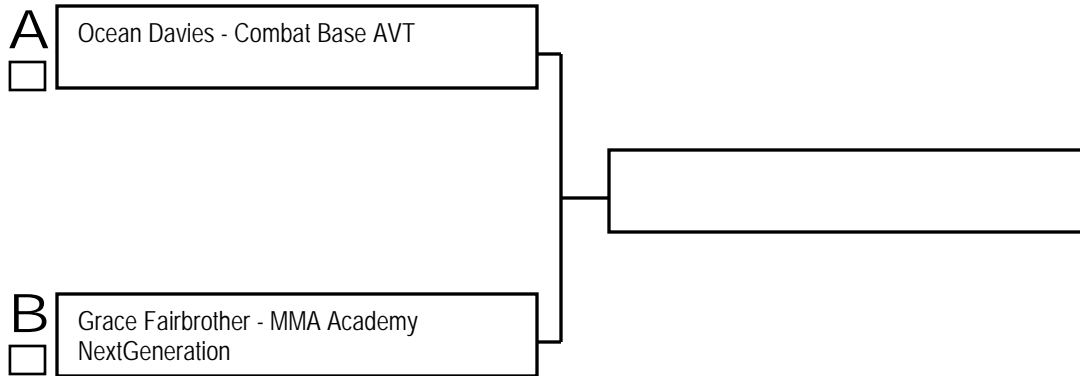 A
Ocean Davies - Combat Base AVT
B
Grace Fairbrother - MMA Academy
NextGeneration